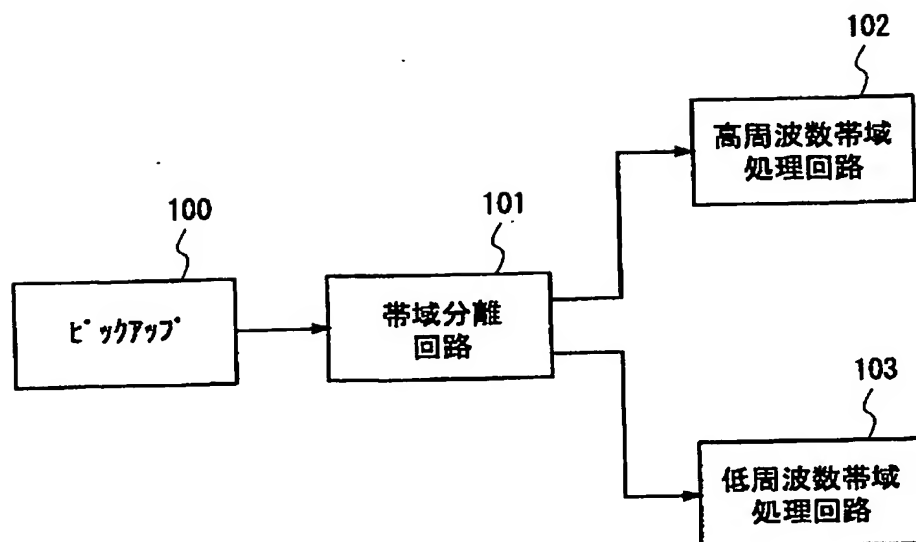 102
高周波数帯域
処理回路
100
101
ピックアップ
帯域分離
回路
103
低周波数帯域
処理回路